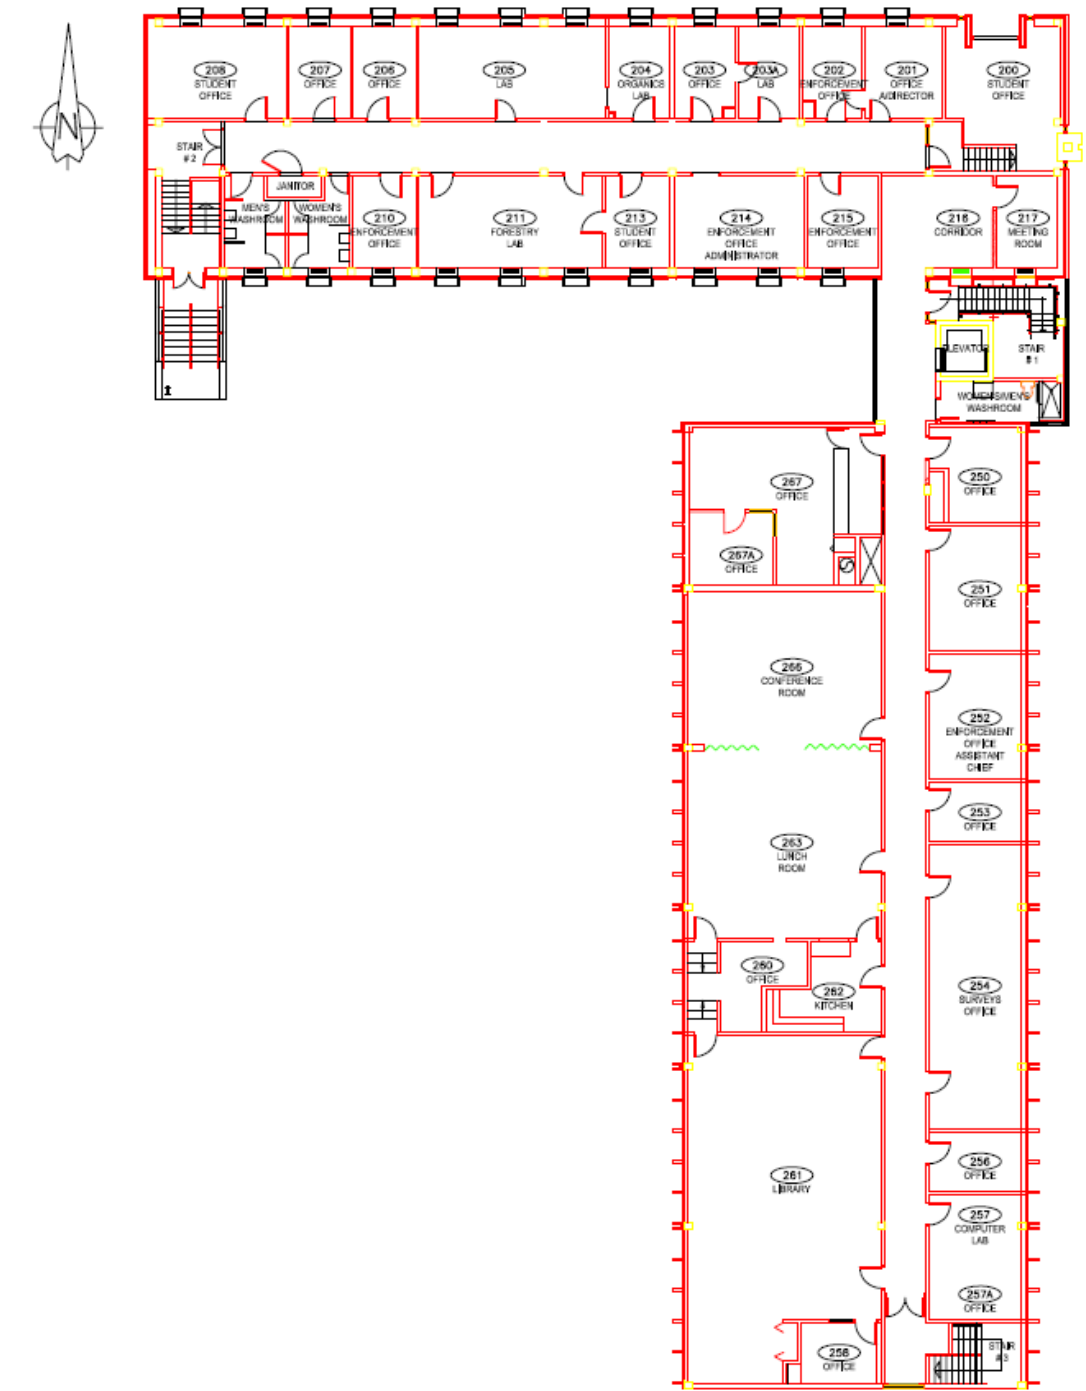 N
208
STUDENT
OFFICE
207
OFFICE
206
OFFICE
205
LAB
204
ORGANICS
LAB
203
OFFICE
203A
LAB
202
ENFORCEMENT
OFFICE
201
OFFICE
A/DIRECTOR
200
STUDENT
OFFICE
STAIR
#2
JANITOR
MEN'S
WASHROOM
WOMEN'S
WASHROOM
210
ENFORCEMENT
OFFICE
211
FORESTRY
LAB
213
STUDENT
OFFICE
214
ENFORCEMENT
OFFICE
ADMINISTRATOR
215
ENFORCEMENT
OFFICE
216
CORRIDOR
217
MEETING
ROOM
ELEVATOR
STAIR
#1
WOMEN'S/MEN'S
WASHROOM
267
OFFICE
250
OFFICE
267A
OFFICE
251
OFFICE
266
CONFERENCE
ROOM
252
ENFORCEMENT
OFFICE
ASSISTANT
CHIEF
253
OFFICE
263
LUNCH
ROOM
260
OFFICE
262
KITCHEN
254
SURVEYS
OFFICE
261
LIBRARY
256
OFFICE
257
COMPUTER
LAB
257A
OFFICE
258
OFFICE
STAIR
#3